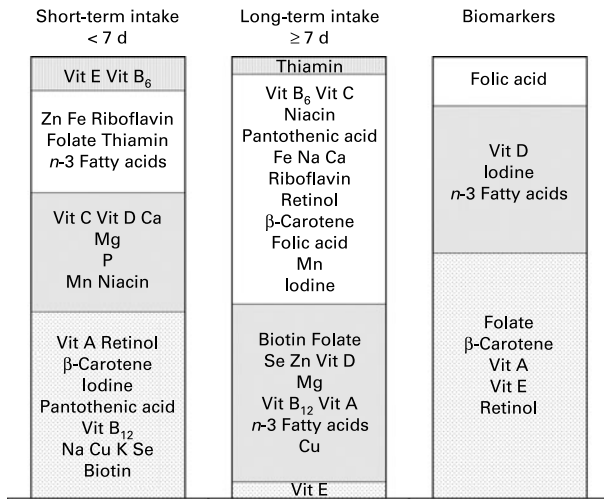 Short-term intake
< 7 d
Vit E Vit B₆
Zn Fe Riboflavin
Folate Thiamin
n-3 Fatty acids
Vit C Vit D Ca
Mg
P
Mn Niacin
Vit A Retinol
β-Carotene
Iodine
Pantothenic acid
Vit B₁₂
Na Cu K Se
Biotin
Long-term intake
≥ 7 d
Thiamin
Vit B₆ Vit C
Niacin
Pantothenic acid
Fe Na Ca
Riboflavin
Retinol
β-Carotene
Folic acid
Mn
Iodine
Biotin Folate
Se Zn Vit D
Mg
Vit B₁₂ Vit A
n-3 Fatty acids
Cu
Vit E
Biomarkers
Folic acid
Vit D
Iodine
n-3 Fatty acids
Folate
β-Carotene
Vit A
Vit E
Retinol